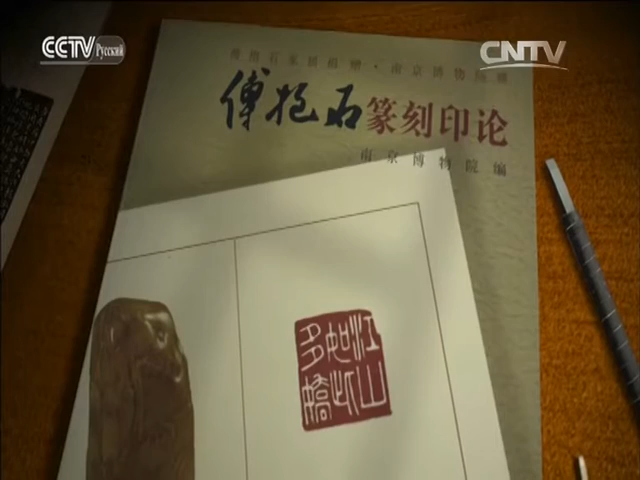 CCTV Русский
CNTV
傅抱石家属捐赠·南京博物院藏
傅抱石篆刻印论
南京博物院编
江山
如此
多嬌